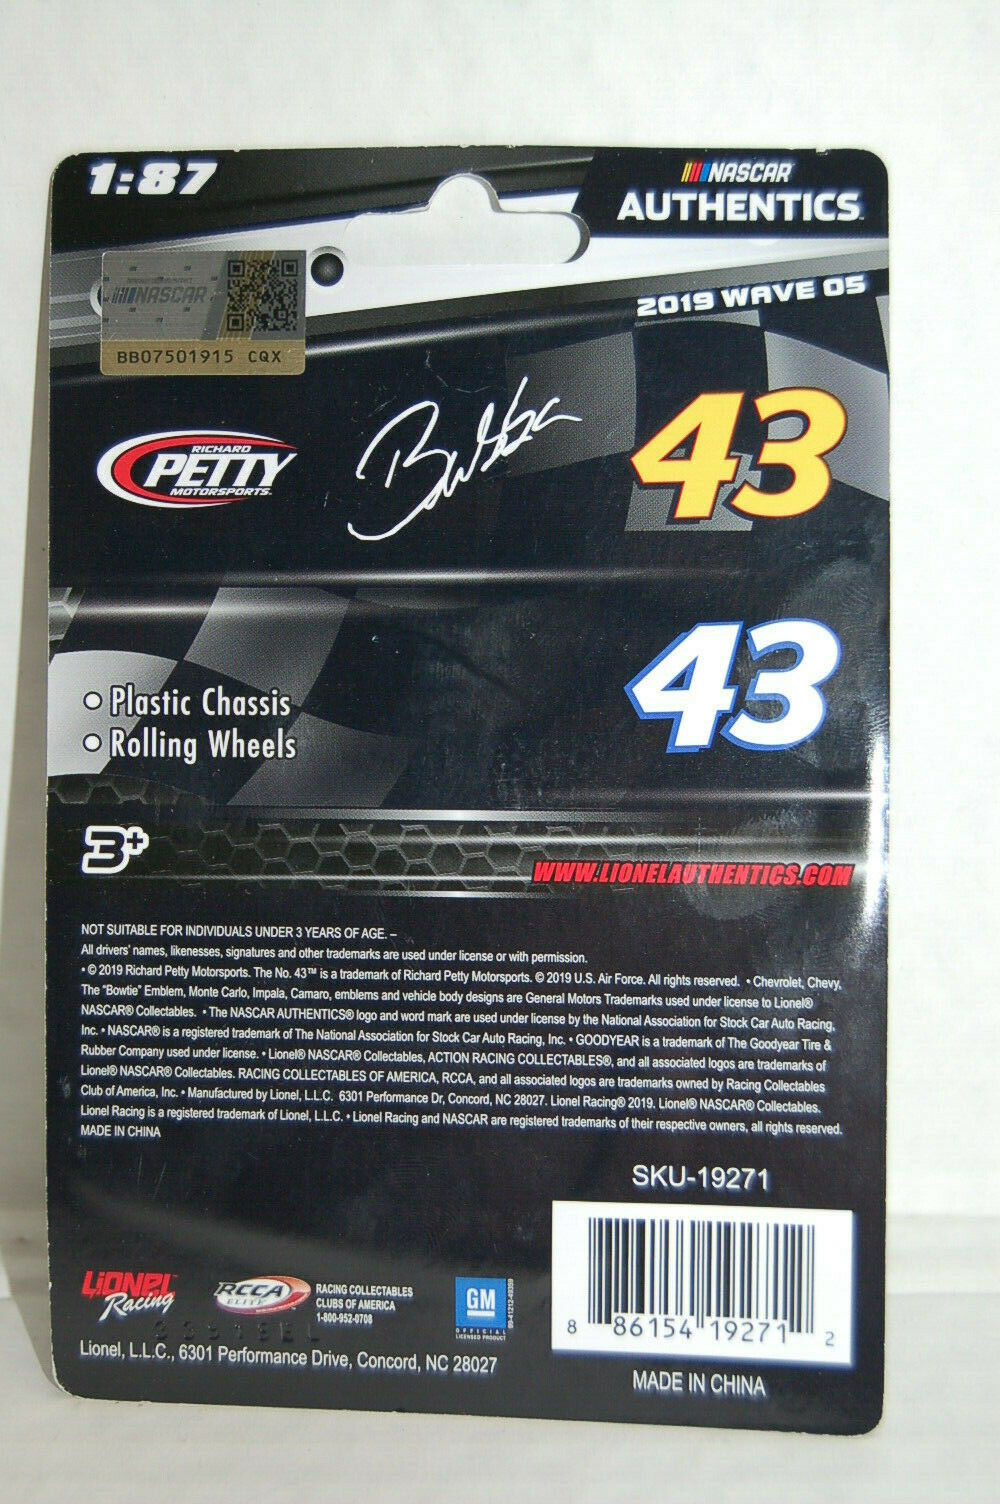 1:87
NASCAR
AUTHENTICS
2019 WAVE 05
NASCAR
BB07501915 CQX
RICHARD
PETTY
MOTORSPORTS
Bubba
43
43
Plastic Chassis
Rolling Wheels
3+
WWW.LIONELAUTHENTICS.COM
NOT SUITABLE FOR INDIVIDUALS UNDER 3 YEARS OF AGE. –
All drivers' names, likenesses, signatures and other trademarks are used under license or with permission.
• © 2019 Richard Petty Motorsports. The No. 43™ is a trademark of Richard Petty Motorsports. © 2019 U.S. Air Force. All rights reserved. • Chevrolet, Chevy,
The "Bowtie" Emblem, Monte Carlo, Impala, Camaro, emblems and vehicle body designs are General Motors Trademarks used under license to Lionel®
NASCAR® Collectables. • The NASCAR AUTHENTICS® logo and word mark are used under license by the National Association for Stock Car Auto Racing,
Inc. • NASCAR® is a registered trademark of The National Association for Stock Car Auto Racing, Inc. • GOODYEAR is a trademark of The Goodyear Tire &
Rubber Company used under license. • Lionel® NASCAR® Collectables, ACTION RACING COLLECTABLES®, and all associated logos are trademarks of
Lionel® NASCAR® Collectables. RACING COLLECTABLES OF AMERICA, RCCA, and all associated logos are trademarks owned by Racing Collectables
Club of America, Inc. • Manufactured by Lionel, L.L.C. 6301 Performance Dr, Concord, NC 28027. Lionel Racing® 2019. Lionel® NASCAR® Collectables.
Lionel Racing is a registered trademark of Lionel, L.L.C. • Lionel Racing and NASCAR are registered trademarks of their respective owners, all rights reserved.
MADE IN CHINA
SKU-19271
8 86154 19271 2
MADE IN CHINA
LIONEL
Racing
RCCA
ELITE
RACING COLLECTABLES
CLUBS OF AMERICA
1-800-952-0708
GM
OFFICIAL
LICENSED PRODUCT
Lionel, L.L.C., 6301 Performance Drive, Concord, NC 28027